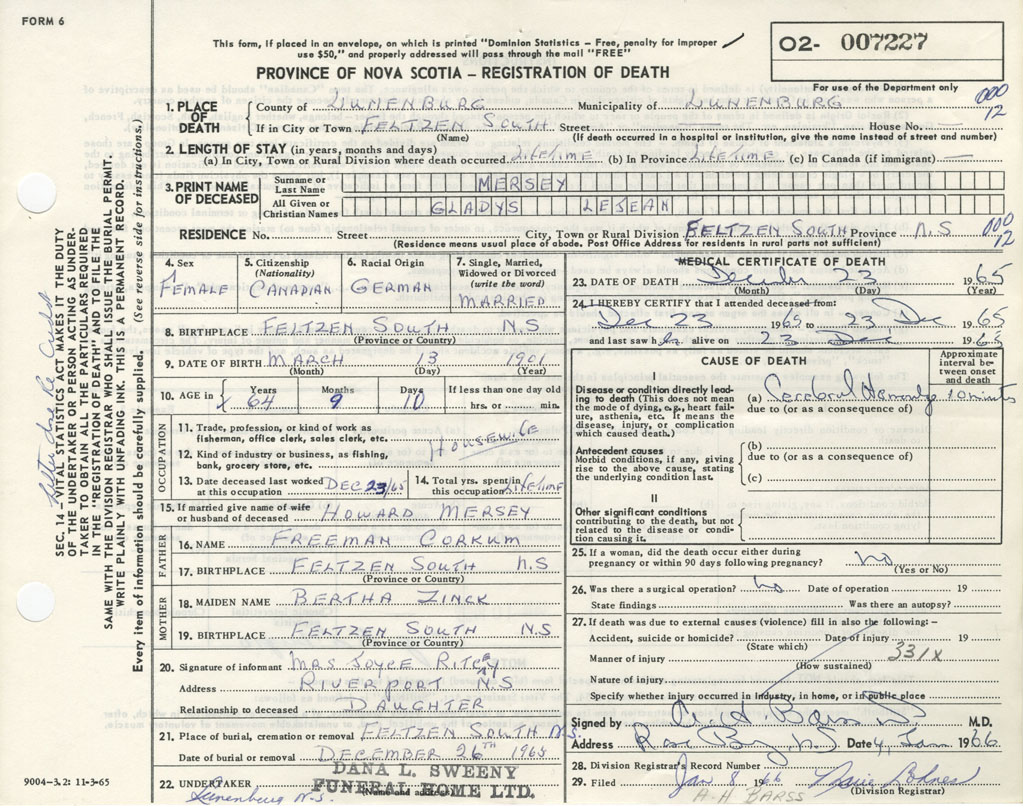 FORM 6
This form, if placed in an envelope, on which is printed "Dominion Statistics – Free, penalty for improper
use $50," and properly addressed will pass through the mail "FREE"
02- 007227
For use of the Department only
PROVINCE OF NOVA SCOTIA – REGISTRATION OF DEATH
1. PLACE OF DEATH County of LUNENBURG Municipality of LUNENBURG 000 12
If in City or Town FELTZEN SOUTH Street — House No. —
(Name) (If death occurred in a hospital or institution, give the name instead of street and number)
2. LENGTH OF STAY (in years, months and days)
(a) In City, Town or Rural Division where death occurred LIFETIME (b) In Province LIFETIME (c) In Canada (if immigrant) —
3. PRINT NAME OF DECEASED Surname or Last Name MERSEY
All Given or Christian Names GLADYS LEJEAN
RESIDENCE No. Street City, Town or Rural Division FELTZEN SOUTH Province N.S 000 12
(Residence means usual place of abode. Post Office Address for residents in rural parts not sufficient)
SEC. 14 – VITAL STATISTICS ACT MAKES IT THE DUTY
OF THE UNDERTAKER OR PERSON ACTING AS UNDER-
TAKER TO OBTAIN ALL THE PARTICULARS REQUIRED
IN THE "REGISTRATION OF DEATH" AND TO FILE THE
SAME WITH THE DIVISION REGISTRAR WHO SHALL ISSUE THE BURIAL PERMIT.
WRITE PLAINLY WITH UNFADING INK. THIS IS A PERMANENT RECORD.
Every item of information should be carefully supplied. (See reverse side for instructions.)
4. Sex FEMALE
5. Citizenship (Nationality) CANADIAN
6. Racial Origin GERMAN
7. Single, Married, Widowed or Divorced (write the word) MARRIED
8. BIRTHPLACE FELTZEN SOUTH N.S
(Province or Country)
9. DATE OF BIRTH MARCH 13 1901
(Month) (Day) (Year)
10. AGE in Years 64 Months 9 Days 10 If less than one day old hrs. or min.
OCCUPATION
11. Trade, profession, or kind of work as
fisherman, office clerk, sales clerk, etc. HOUSEWIFE
12. Kind of industry or business, as fishing,
bank, grocery store, etc.
13. Date deceased last worked at this occupation DEC 23/65
14. Total yrs. spent in this occupation LIFETIME
15. If married give name of wife or husband of deceased HOWARD MERSEY
FATHER
16. NAME FREEMAN CORKUM
17. BIRTHPLACE FELTZEN SOUTH N.S
(Province or Country)
MOTHER
18. MAIDEN NAME BERTHA ZINCK
19. BIRTHPLACE FELTZEN SOUTH N.S
(Province or Country)
20. Signature of informant MRS JOYCE RITCEY
Address RIVERPORT N.S
Relationship to deceased DAUGHTER
21. Place of burial, cremation or removal FELTZEN SOUTH N.S.
Date of burial or removal DECEMBER 26TH 1965
22. UNDERTAKER DANA L. SWEENY
FUNERAL HOME LTD.
(Name and address)
Lunenburg N.S.
9004-3.2: 11-3-65
MEDICAL CERTIFICATE OF DEATH
23. DATE OF DEATH 23 1965
(Month) (Day) (Year)
24. I HEREBY CERTIFY that I attended deceased from:
Dec 23 1965 to 23 Dec 1965
and last saw her alive on 23 Dec 1965
CAUSE OF DEATH
Approximate interval between onset and death
I
Disease or condition directly leading to death (This does not mean
the mode of dying, e.g., heart failure, asthenia, etc. It means the
disease, injury, or complication which caused death.)
(a) Cerebral Hemorrhage 10 minutes
due to (or as a consequence of)
Antecedent causes
Morbid conditions, if any, giving rise to the above cause, stating
the underlying condition last.
(b)
due to (or as a consequence of)
(c)
II
Other significant conditions
contributing to the death, but not related to the disease or condition causing it.
25. If a woman, did the death occur either during
pregnancy or within 90 days following pregnancy? No
(Yes or No)
26. Was there a surgical operation? No Date of operation 19
State findings Was there an autopsy?
27. If death was due to external causes (violence) fill in also the following:–
Accident, suicide or homicide? Date of injury 19
(State which)
331X
Manner of injury
(How sustained)
Nature of injury
Specify whether injury occurred in Industry, in home, or in public place
Signed by A. H. Barss M.D.
Address Rose Bay, N.S Date 4, Jan 1966
28. Division Registrar's Record Number
29. Filed Jan 8 1966
(Division Registrar)
A-H BARSS